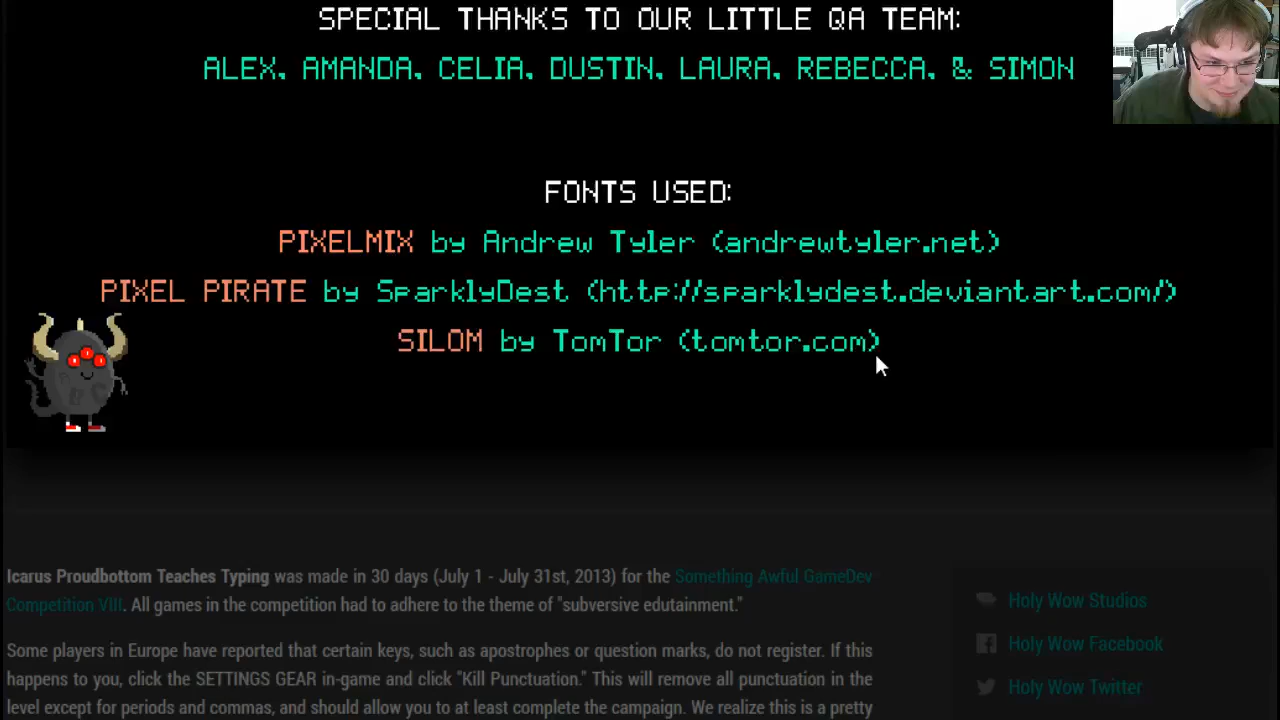 SPECIAL THANKS TO OUR LITTLE QA TEAM:
ALEX, AMANDA, CELIA, DUSTIN, LAURA, REBECCA, & SIMON
FONTS USED:
PIXELMIX by Andrew Tyler (andrewtyler.net)
PIXEL PIRATE by SparklyDest (http://sparklydest.deviantart.com/)
SILOM by TomTor (tomtor.com)
Icarus Proudbottom Teaches Typing was made in 30 days (July 1 - July 31st, 2013) for the Something Awful GameDev
Competition VIII. All games in the competition had to adhere to the theme of "subversive edutainment."
Some players in Europe have reported that certain keys, such as apostrophes or question marks, do not register. If this
happens to you, click the SETTINGS GEAR in-game and click "Kill Punctuation." This will remove all punctuation in the
level except for periods and commas, and should allow you to at least complete the campaign. We realize this is a pretty
Holy Wow Studios
Holy Wow Facebook
Holy Wow Twitter